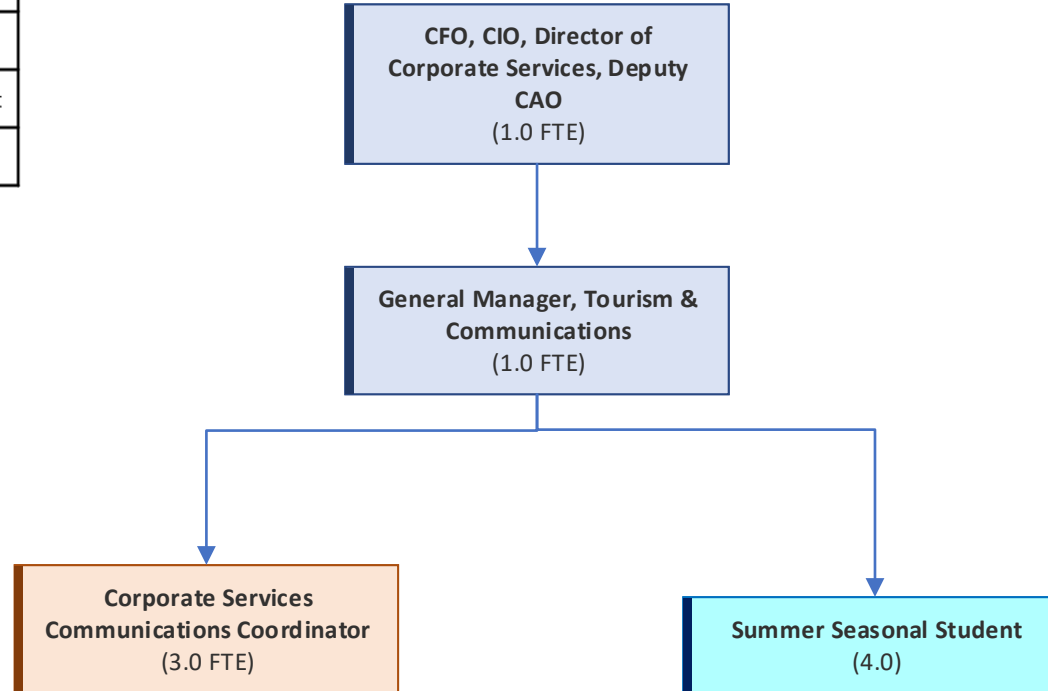 CFO, CIO, Director of
Corporate Services, Deputy
CAO
(1.0 FTE)
General Manager, Tourism &
Communications
(1.0 FTE)
Corporate Services
Communications Coordinator
(3.0 FTE)
Summer Seasonal Student
(4.0)